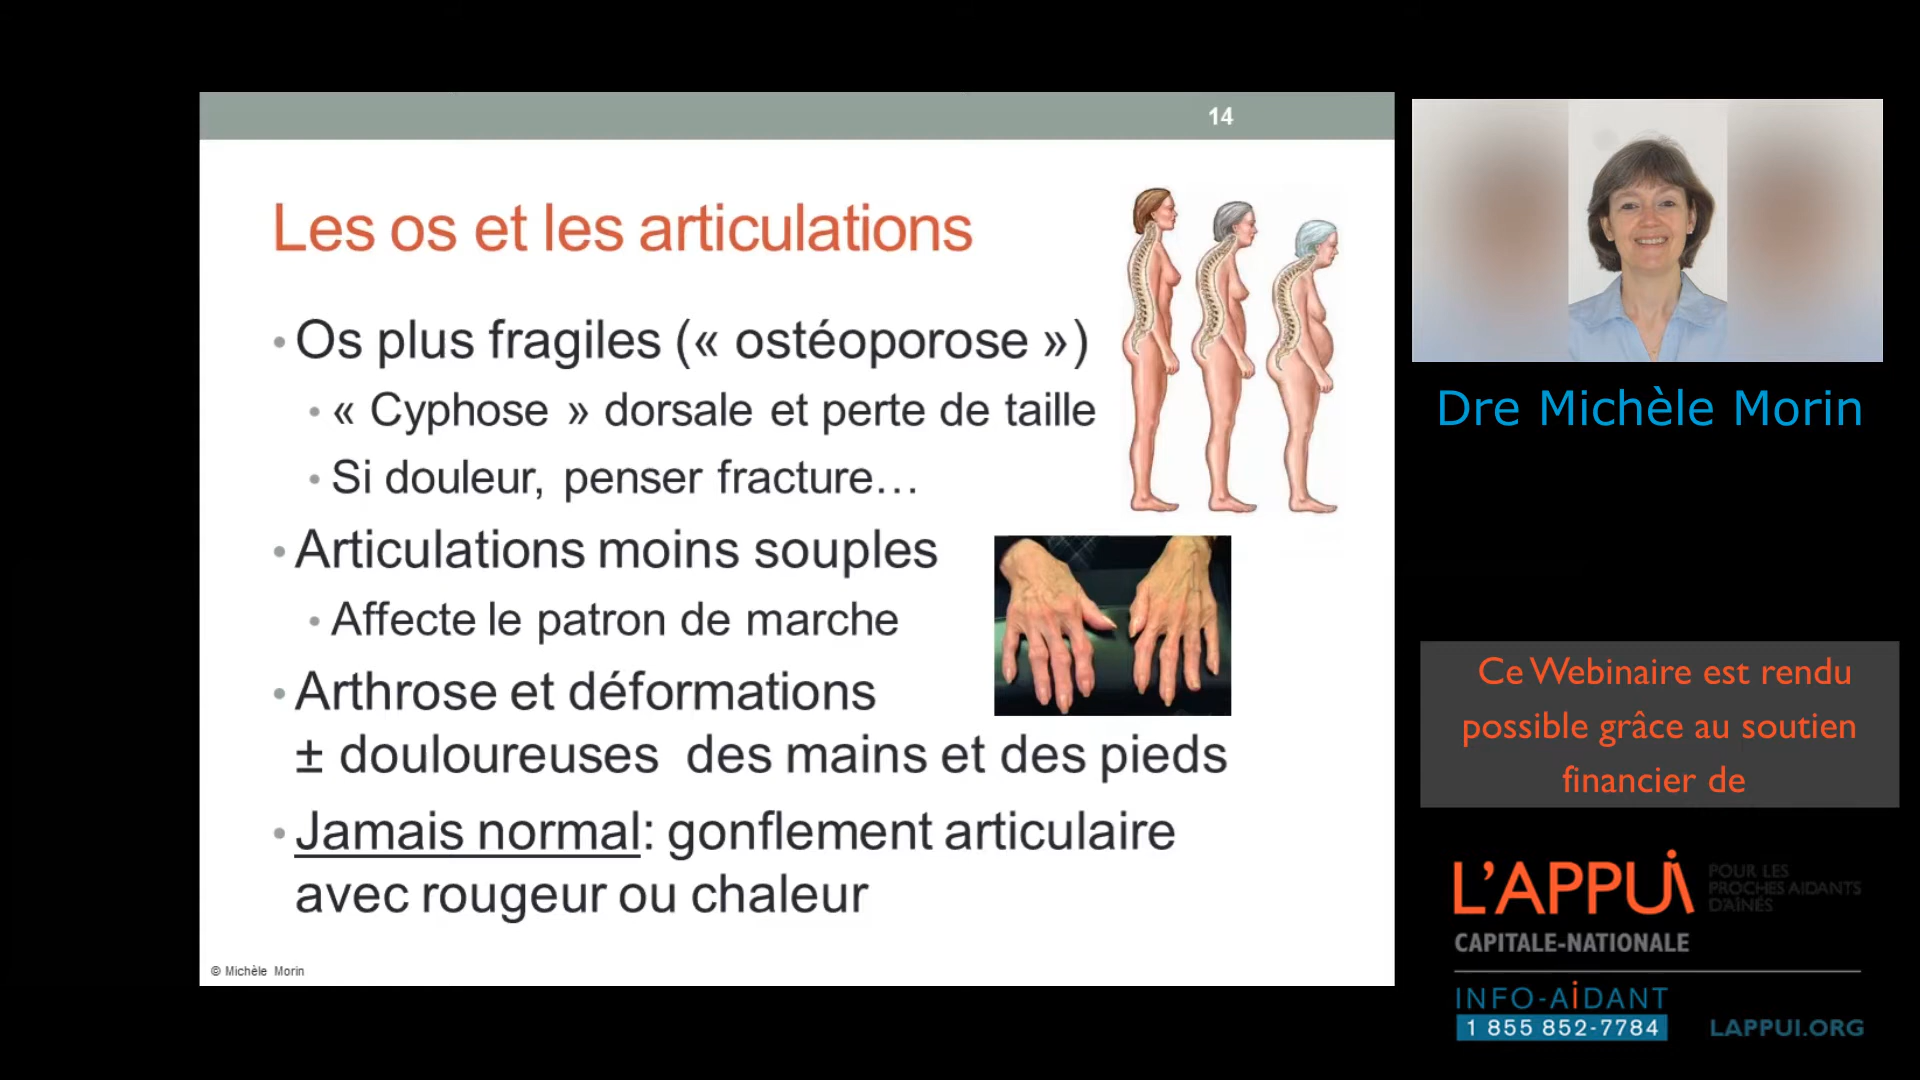 14
Les os et les articulations
• Os plus fragiles (« ostéoporose »)
• « Cyphose » dorsale et perte de taille
• Si douleur, penser fracture…
• Articulations moins souples
• Affecte le patron de marche
• Arthrose et déformations
± douloureuses des mains et des pieds
• Jamais normal: gonflement articulaire
avec rougeur ou chaleur
© Michèle Morin
Dre Michèle Morin
Ce Webinaire est rendu
possible grâce au soutien
financier de
L'APPUi
POUR LES
PROCHES AIDANTS
D'AÎNÉS
CAPITALE-NATIONALE
INFO-AiDANT
1 855 852-7784
LAPPUI.ORG